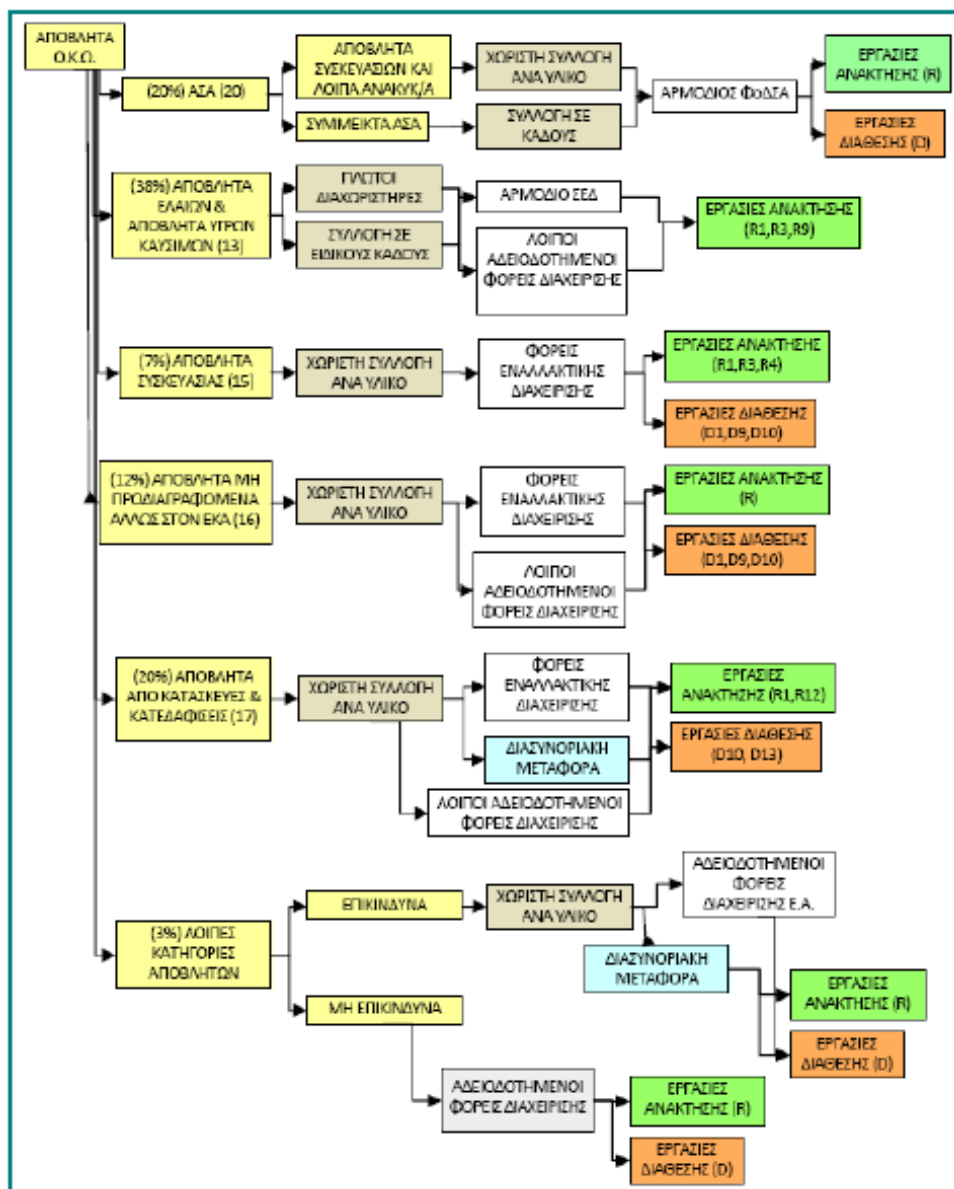 ΑΠΟΒΛΗΤΑ
Ο.Κ.Ω.
(20%) ΑΣΑ (20)
ΑΠΟΒΛΗΤΑ
ΣΥΣΚΕΥΑΣΙΩΝ ΚΑΙ
ΛΟΙΠΑ ΑΝΑΚΥΚ/Α
ΣΥΜΜΕΙΚΤΑ ΑΣΑ
ΧΩΡΙΣΤΗ ΣΥΛΛΟΓΗ
ΑΝΑ ΥΛΙΚΟ
ΣΥΛΛΟΓΗ ΣΕ
ΚΑΔΟΥΣ
ΑΡΜΟΔΙΟΣ ΦοΔΣΑ
ΕΡΓΑΣΙΕΣ
ΑΝΑΚΤΗΣΗΣ (R)
ΕΡΓΑΣΙΕΣ
ΔΙΑΘΕΣΗΣ (D)
(38%) ΑΠΟΒΛΗΤΑ
ΕΛΑΙΩΝ &
ΑΠΟΒΛΗΤΑ ΥΓΡΩΝ
ΚΑΥΣΙΜΩΝ (13)
ΠΛΩΤΟΙ
ΔΙΑΧΩΡΙΣΤΗΡΕΣ
ΣΥΛΛΟΓΗ ΣΕ
ΕΙΔΙΚΟΥΣ ΚΑΔΟΥΣ
ΑΡΜΟΔΙΟ ΣΕΔ
ΛΟΙΠΟΙ
ΑΔΕΙΟΔΟΤΗΜΕΝΟΙ
ΦΟΡΕΙΣ ΔΙΑΧΕΙΡΙΣΗΣ
ΕΡΓΑΣΙΕΣ ΑΝΑΚΤΗΣΗΣ
(R1,R3,R9)
(7%) ΑΠΟΒΛΗΤΑ
ΣΥΣΚΕΥΑΣΙΑΣ (15)
ΧΩΡΙΣΤΗ ΣΥΛΛΟΓΗ
ΑΝΑ ΥΛΙΚΟ
ΦΟΡΕΙΣ
ΕΝΑΛΛΑΚΤΙΚΗΣ
ΔΙΑΧΕΙΡΙΣΗΣ
ΕΡΓΑΣΙΕΣ ΑΝΑΚΤΗΣΗΣ
(R1,R3,R4)
ΕΡΓΑΣΙΕΣ ΔΙΑΘΕΣΗΣ
(D1,D9,D10)
(12%) ΑΠΟΒΛΗΤΑ ΜΗ
ΠΡΟΔΙΑΓΡΑΦΟΜΕΝΑ
ΑΛΛΩΣ ΣΤΟΝ ΕΚΑ (16)
ΧΩΡΙΣΤΗ ΣΥΛΛΟΓΗ
ΑΝΑ ΥΛΙΚΟ
ΦΟΡΕΙΣ
ΕΝΑΛΛΑΚΤΙΚΗΣ
ΔΙΑΧΕΙΡΙΣΗΣ
ΛΟΙΠΟΙ
ΑΔΕΙΟΔΟΤΗΜΕΝΟΙ
ΦΟΡΕΙΣ ΔΙΑΧΕΙΡΙΣΗΣ
ΕΡΓΑΣΙΕΣ ΑΝΑΚΤΗΣΗΣ
(R)
ΕΡΓΑΣΙΕΣ ΔΙΑΘΕΣΗΣ
(D1,D9,D10)
(20%) ΑΠΟΒΛΗΤΑ
ΑΠΟ ΚΑΤΑΣΚΕΥΕΣ &
ΚΑΤΕΔΑΦΙΣΕΙΣ (17)
ΧΩΡΙΣΤΗ ΣΥΛΛΟΓΗ
ΑΝΑ ΥΛΙΚΟ
ΦΟΡΕΙΣ
ΕΝΑΛΛΑΚΤΙΚΗΣ
ΔΙΑΧΕΙΡΙΣΗΣ
ΔΙΑΣΥΝΟΡΙΑΚΗ
ΜΕΤΑΦΟΡΑ
ΛΟΙΠΟΙ ΑΔΕΙΟΔΟΤΗΜΕΝΟΙ
ΦΟΡΕΙΣ ΔΙΑΧΕΙΡΙΣΗΣ
ΕΡΓΑΣΙΕΣ
ΑΝΑΚΤΗΣΗΣ (R1,R12)
ΕΡΓΑΣΙΕΣ ΔΙΑΘΕΣΗΣ
(D10, D13)
(3%) ΛΟΙΠΕΣ
ΚΑΤΗΓΟΡΙΕΣ
ΑΠΟΒΛΗΤΩΝ
ΕΠΙΚΙΝΔΥΝΑ
ΧΩΡΙΣΤΗ ΣΥΛΛΟΓΗ
ΑΝΑ ΥΛΙΚΟ
ΑΔΕΙΟΔΟΤΗΜΕΝΟΙ
ΦΟΡΕΙΣ
ΔΙΑΧΕΙΡΙΣΗΣ Ε.Α.
ΔΙΑΣΥΝΟΡΙΑΚΗ
ΜΕΤΑΦΟΡΑ
ΕΡΓΑΣΙΕΣ
ΑΝΑΚΤΗΣΗΣ (R)
ΕΡΓΑΣΙΕΣ
ΔΙΑΘΕΣΗΣ (D)
ΜΗ ΕΠΙΚΙΝΔΥΝΑ
ΑΔΕΙΟΔΟΤΗΜΕΝΟΙ
ΦΟΡΕΙΣ ΔΙΑΧΕΙΡΙΣΗΣ
ΕΡΓΑΣΙΕΣ
ΑΝΑΚΤΗΣΗΣ (R)
ΕΡΓΑΣΙΕΣ
ΔΙΑΘΕΣΗΣ (D)